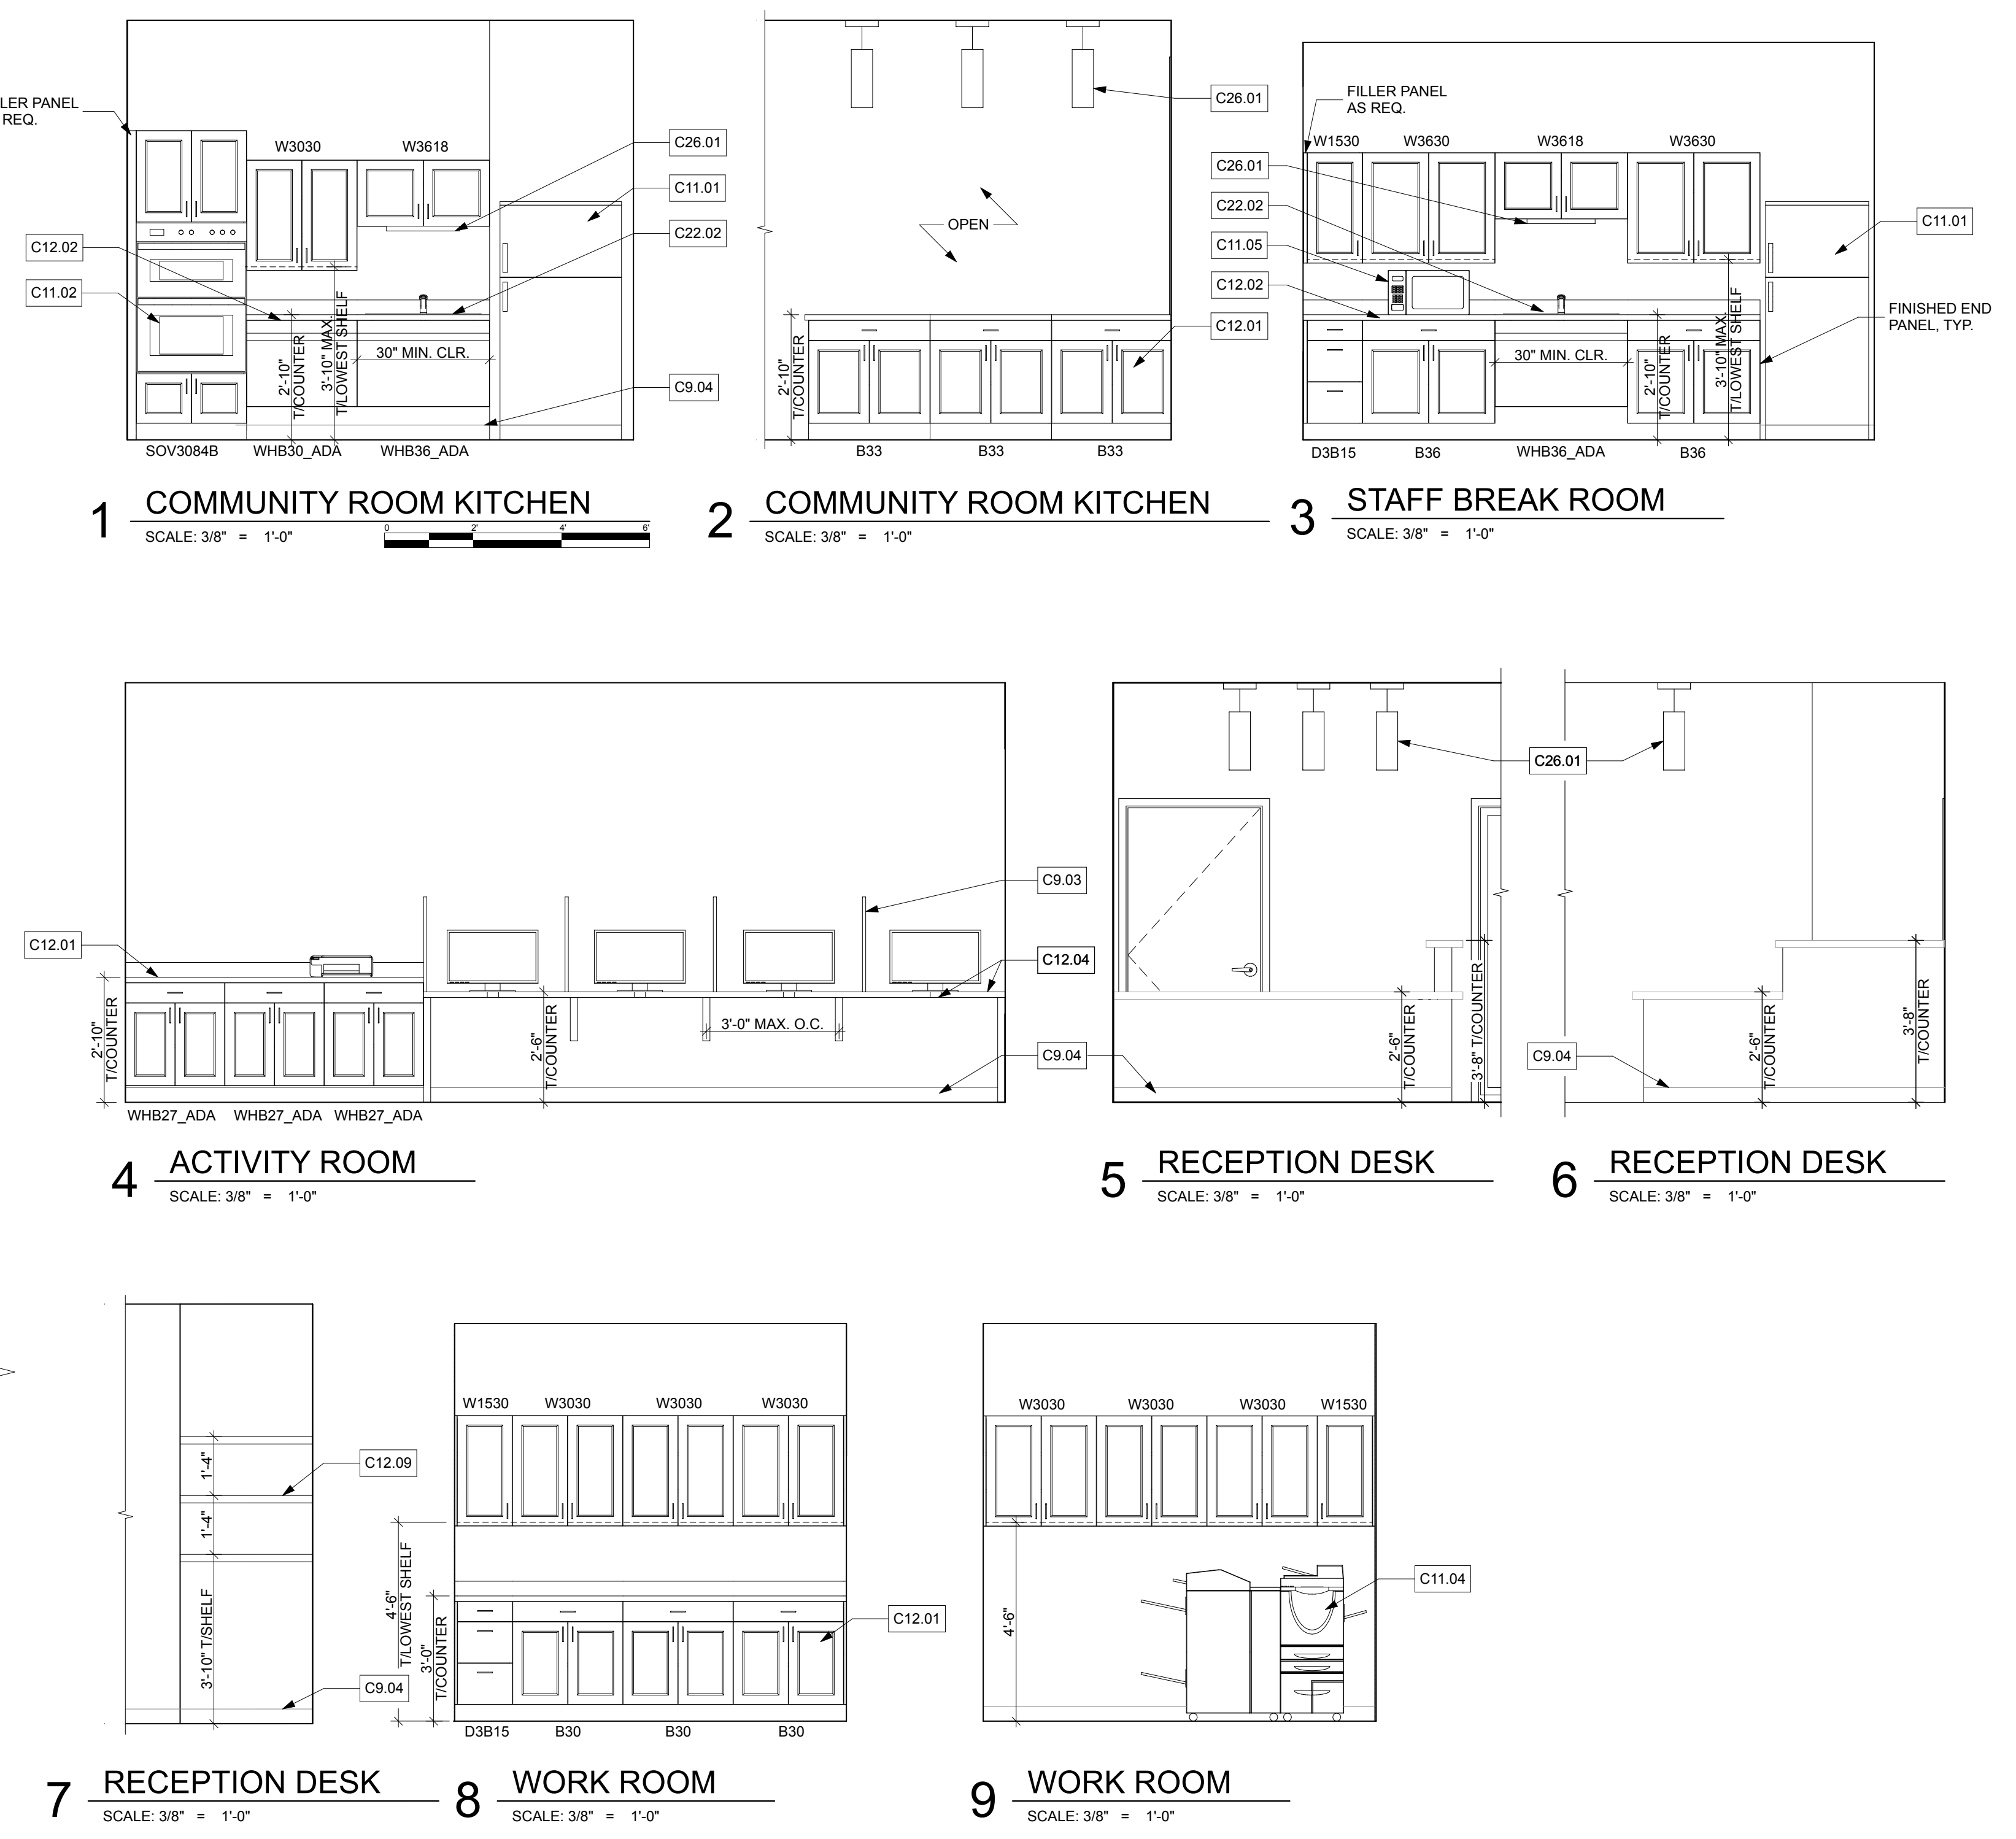 LER PANEL
REQ.
W3030
W3618
C26.01
C11.01
C22.02
C12.02
C11.02
C9.04
30" MIN. CLR.
2'-10"
T/COUNTER
3'-10" MAX.
T/LOWEST SHELF
SOV3084B
WHB30_ADA
WHB36_ADA
1
COMMUNITY ROOM KITCHEN
SCALE: 3/8" = 1'-0"
0 2' 4' 6'
C26.01
OPEN
C12.01
2'-10"
T/COUNTER
B33
B33
B33
2
COMMUNITY ROOM KITCHEN
SCALE: 3/8" = 1'-0"
FILLER PANEL
AS REQ.
W1530
W3630
W3618
W3630
C26.01
C22.02
C11.05
C12.02
C11.01
FINISHED END
PANEL, TYP.
30" MIN. CLR.
2'-10"
T/COUNTER
3'-10" MAX.
T/LOWEST SHELF
D3B15
B36
WHB36_ADA
B36
3
STAFF BREAK ROOM
SCALE: 3/8" = 1'-0"
C12.01
C9.03
C12.04
C9.04
2'-10"
T/COUNTER
2'-6"
T/COUNTER
3'-0" MAX. O.C.
WHB27_ADA
WHB27_ADA
WHB27_ADA
4
ACTIVITY ROOM
SCALE: 3/8" = 1'-0"
C26.01
2'-6"
T/COUNTER
3'-8" T/COUNTER
5
RECEPTION DESK
SCALE: 3/8" = 1'-0"
C9.04
2'-6"
T/COUNTER
3'-8"
T/COUNTER
6
RECEPTION DESK
SCALE: 3/8" = 1'-0"
1'-4"
1'-4"
3'-10" T/SHELF
C12.09
C9.04
7
RECEPTION DESK
SCALE: 3/8" = 1'-0"
W1530
W3030
W3030
W3030
4'-6"
T/LOWEST SHELF
3'-0"
T/COUNTER
C12.01
D3B15
B30
B30
B30
8
WORK ROOM
SCALE: 3/8" = 1'-0"
W3030
W3030
W3030
W1530
4'-6"
C11.04
9
WORK ROOM
SCALE: 3/8" = 1'-0"